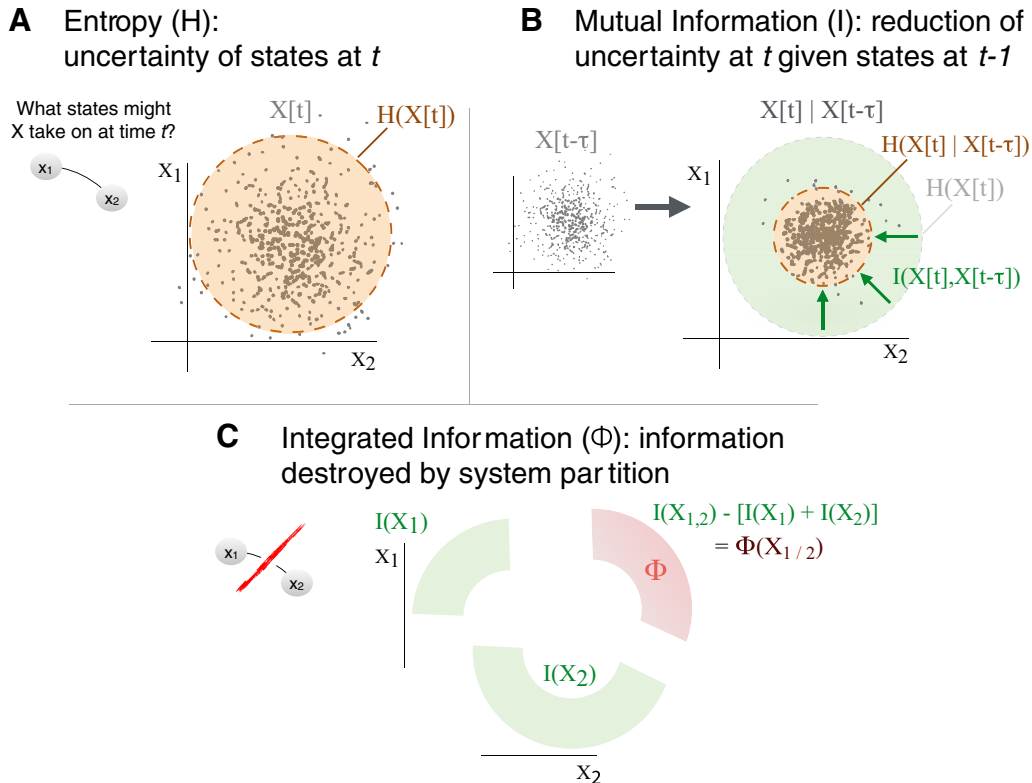 A Entropy (H):
uncertainty of states at t
What states might
X take on at time t?
x₁
x₂
X[t]
H(X[t])
X₁
X₂
B Mutual Information (I): reduction of
uncertainty at t given states at t-1
X[t-τ]
X[t] | X[t-τ]
H(X[t] | X[t-τ])
H(X[t])
I(X[t],X[t-τ])
X₁
X₂
C Integrated Information (Φ): information
destroyed by system partition
x₁
x₂
I(X₁)
X₁
I(X₂)
X₂
Φ
I(X₁,₂) - [I(X₁) + I(X₂)]
= Φ(X₁ / ₂)